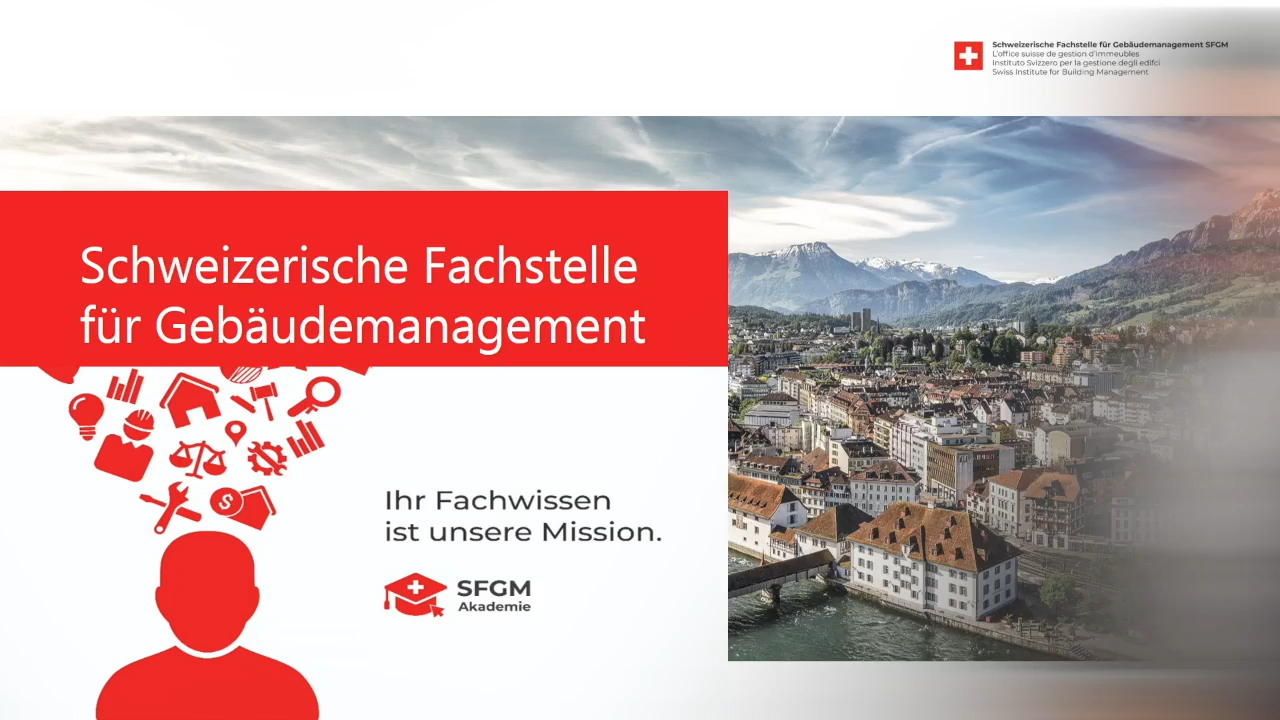 Schweizerische Fachstelle für Gebäudemanagement SFGM
L'office suisse de gestion d'immeubles
Instituto Svizzero per la gestione degli edifci
Swiss Institute for Building Management
Schweizerische Fachstelle
für Gebäudemanagement
Ihr Fachwissen
ist unsere Mission.
SFGM
Akademie